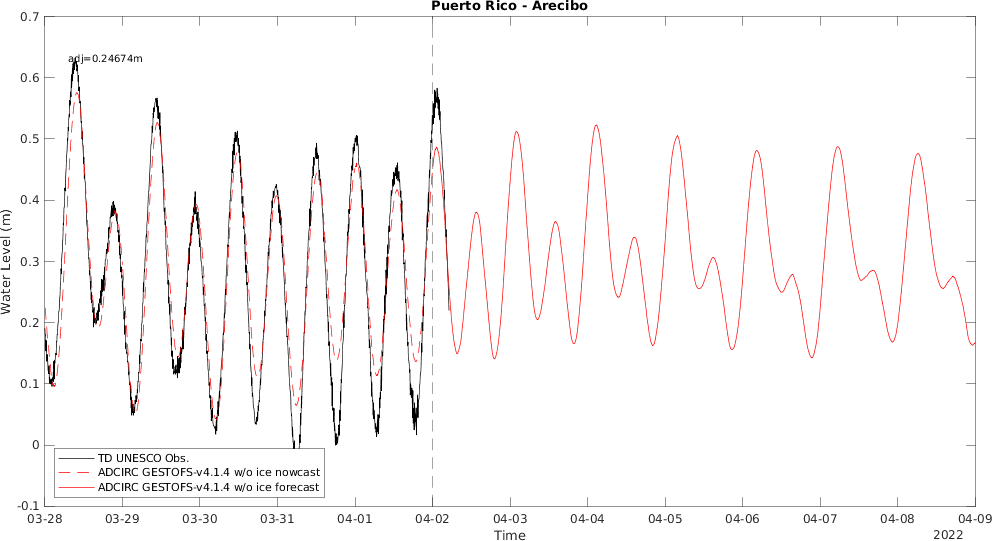 Puerto Rico - Arecibo
adj=0.24674m
Water Level (m)
0.7
0.6
0.5
0.4
0.3
0.2
0.1
0
-0.1
TD UNESCO Obs.
ADCIRC GESTOFS-v4.1.4 w/o ice nowcast
ADCIRC GESTOFS-v4.1.4 w/o ice forecast
03-28 03-29 03-30 03-31 04-01 04-02 04-03 04-04 04-05 04-06 04-07 04-08 04-09
Time
2022